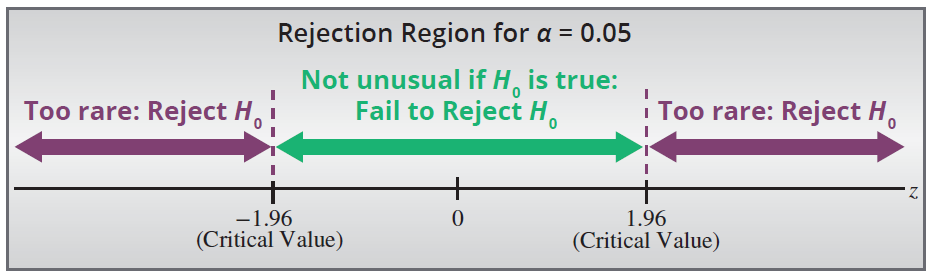 Rejection Region for α = 0.05
Not unusual if H₀ is true:
Too rare: Reject H₀ Fail to Reject H₀ Too rare: Reject H₀
z
−1.96 0 1.96
(Critical Value) (Critical Value)